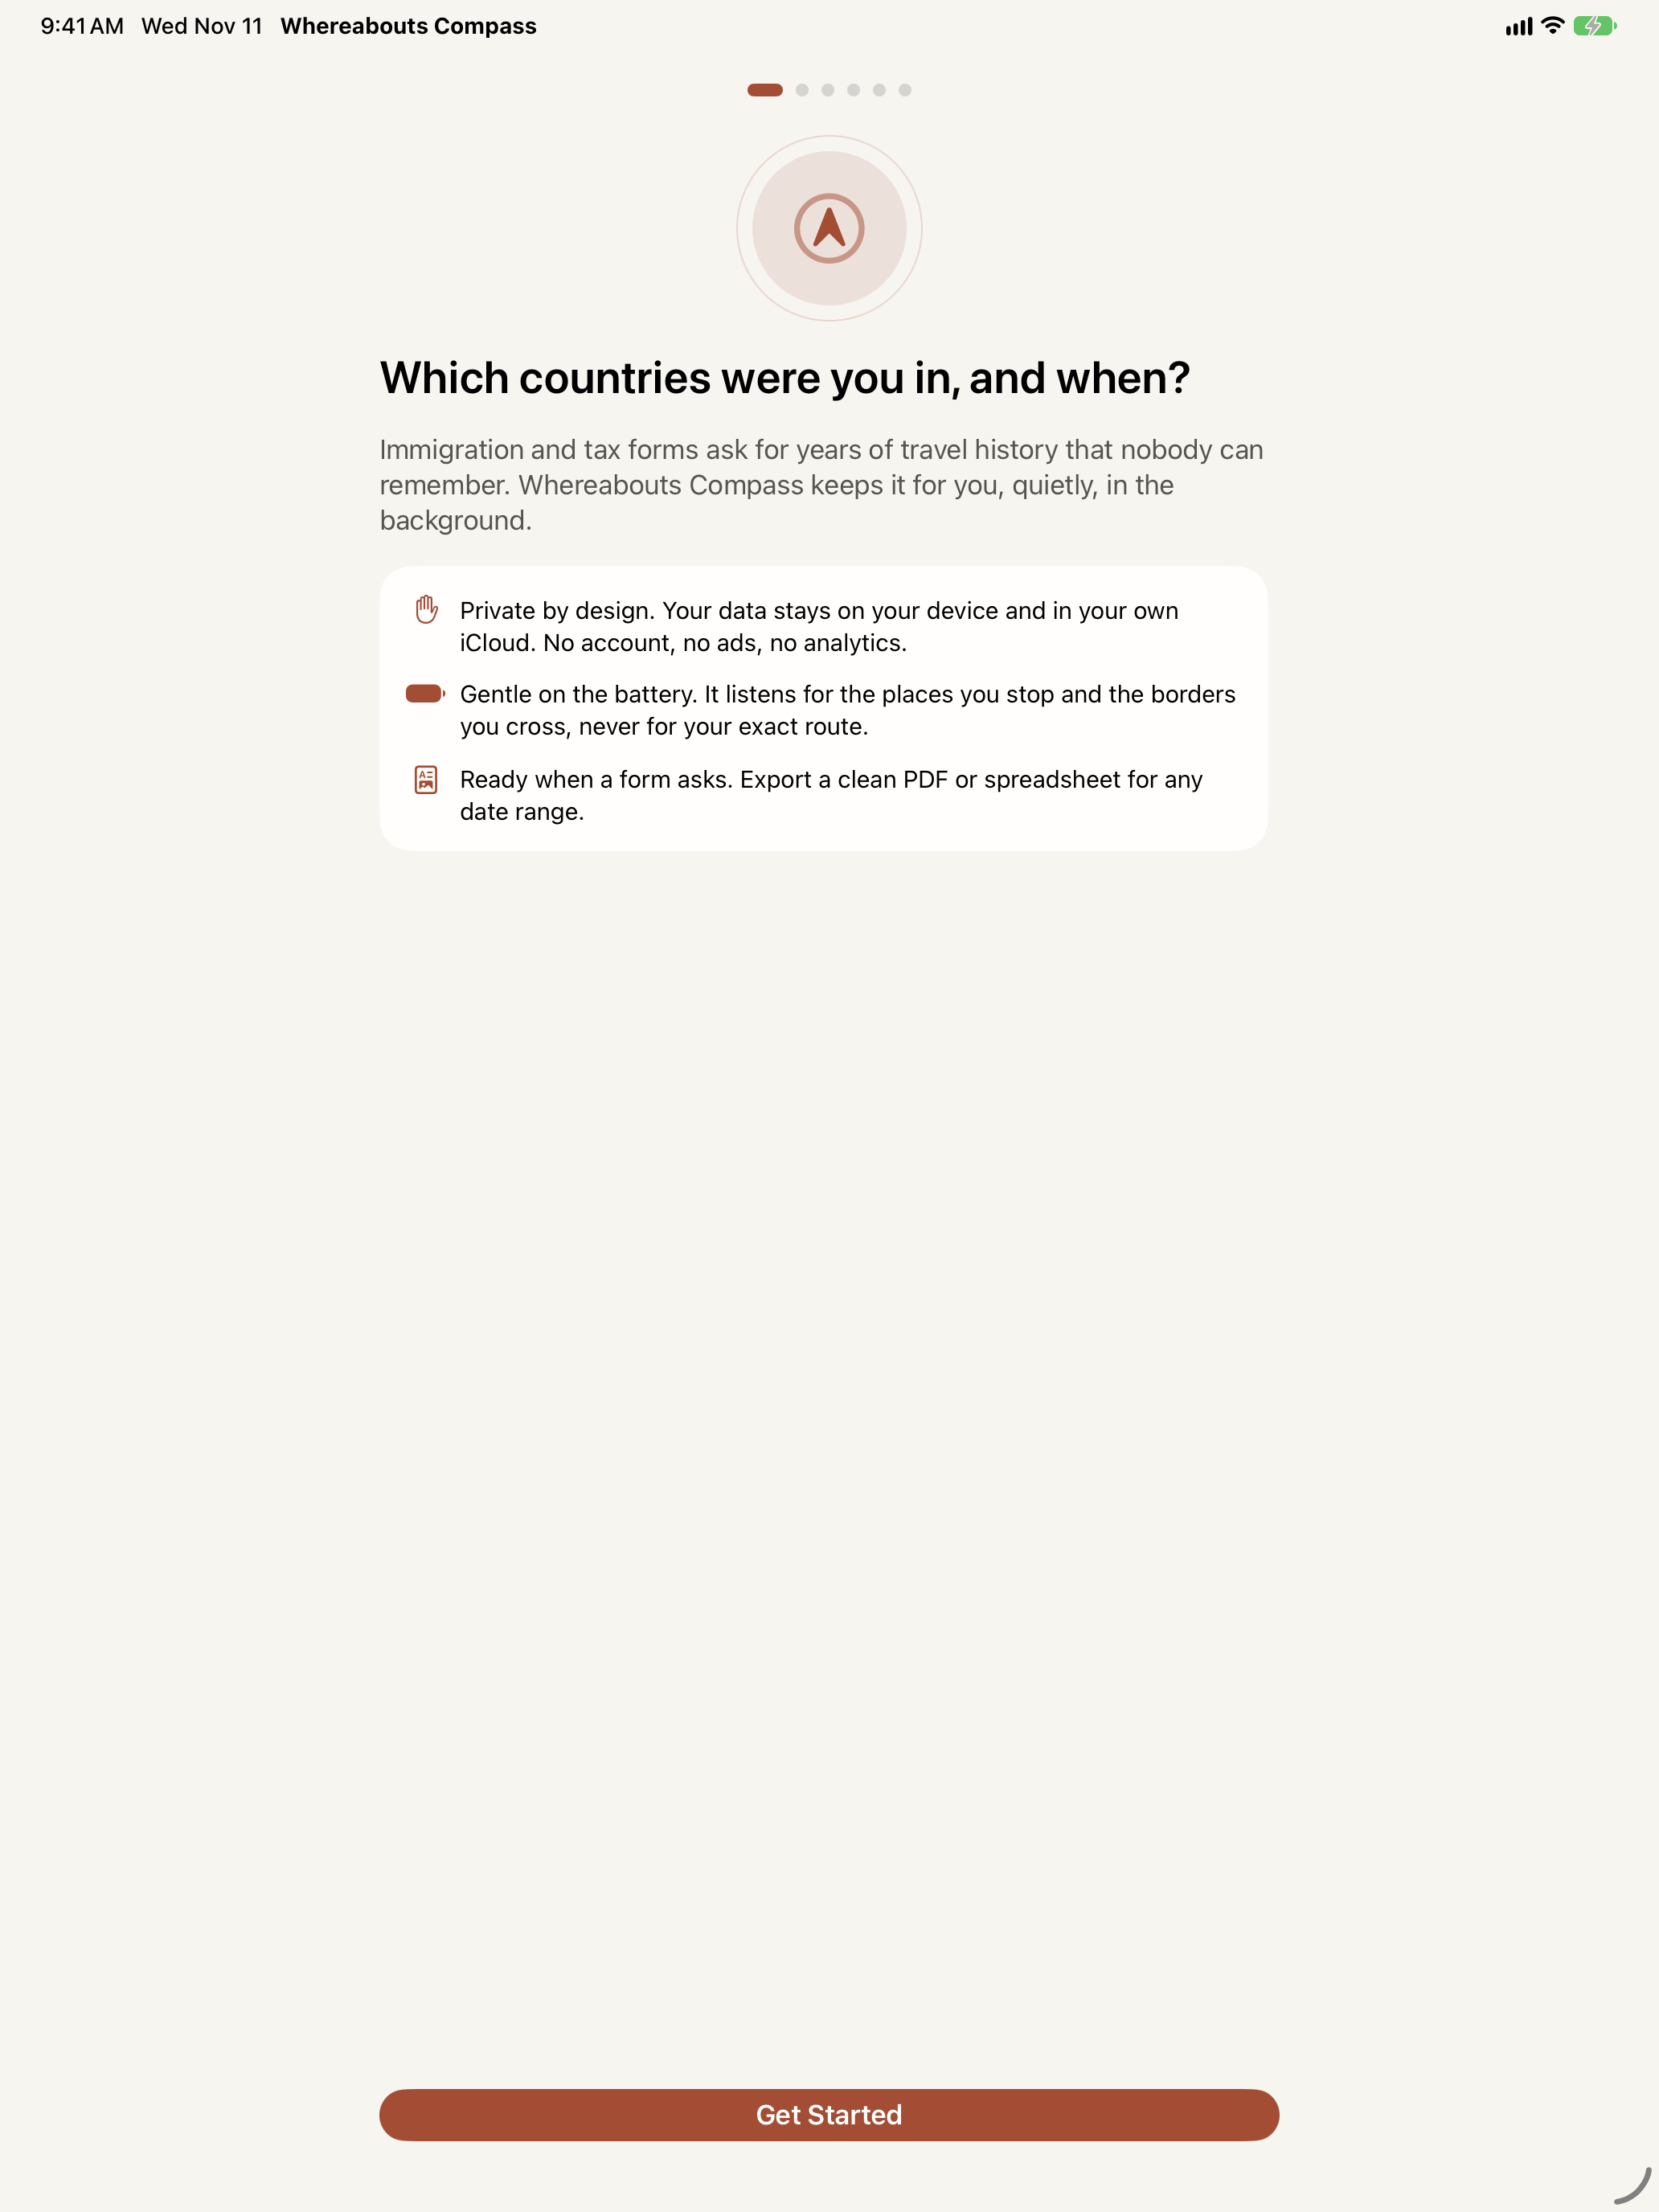 9:41 AM Wed Nov 11 Whereabouts Compass
Which countries were you in, and when?
Immigration and tax forms ask for years of travel history that nobody can
remember. Whereabouts Compass keeps it for you, quietly, in the
background.
Private by design. Your data stays on your device and in your own
iCloud. No account, no ads, no analytics.
Gentle on the battery. It listens for the places you stop and the borders
you cross, never for your exact route.
Ready when a form asks. Export a clean PDF or spreadsheet for any
date range.
Get Started